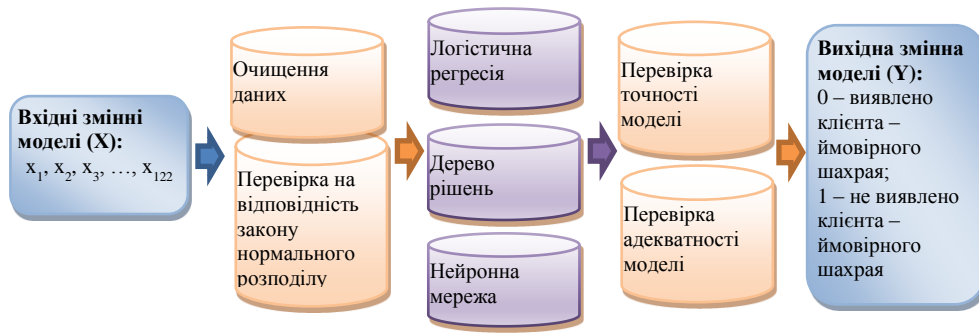 Вхідні змінні
моделі (X):
x₁, x₂, x₃, …, x₁₂₂
Очищення
даних
Перевірка на
відповідність
закону
нормального
розподілу
Логістична
регресія
Дерево
рішень
Нейронна
мережа
Перевірка
точності
моделі
Перевірка
адекватності
моделі
Вихідна змінна
моделі (Y):
0 – виявлено
клієнта –
ймовірного
шахрая;
1 – не виявлено
клієнта –
ймовірного
шахрая